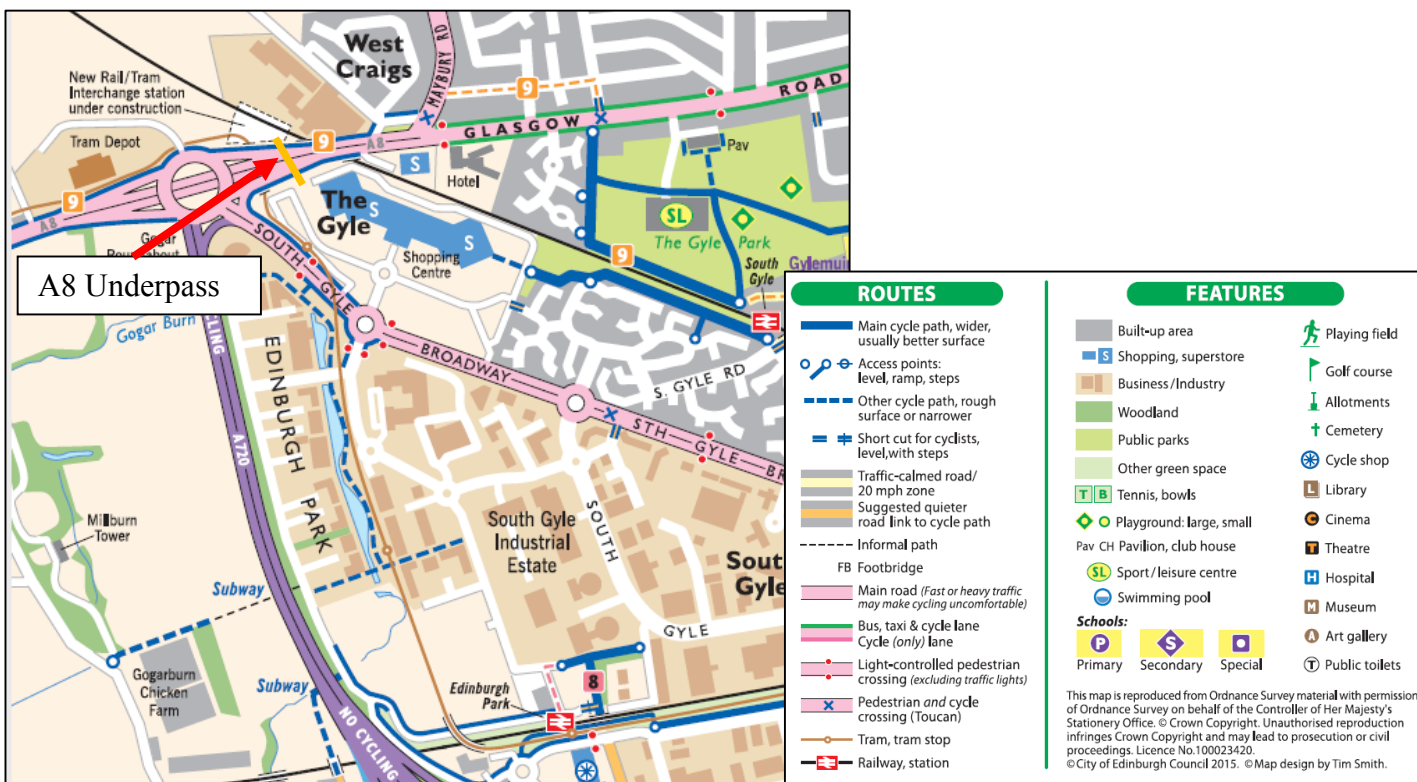 West
Craigs
MAYBURY RD
New Rail/Tram
Interchange station
under construction
9
ROAD
GLASGOW
A8
9
Tram Depot
S
Hotel
Pav
9
A8
The
Gyle
S
S
Shopping
Centre
SL
The Gyle Park
9
South
Gyle
Gogar
A8 Underpass
SOUTH
GYLE
BROADWAY
Gogar Burn
CYCLING
EDINBURGH
PARK
A720
S. GYLE RD
STH
GYLE
BR
Millburn
Tower
South Gyle
Industrial
Estate
SOUTH
GYLE
Subway
Gogarburn
Chicken
Farm
Subway
NO CYCLING
Edinburgh
Park
8
ROUTES
Main cycle path, wider,
usually better surface
Access points:
level, ramp, steps
Other cycle path, rough
surface or narrower
Short cut for cyclists,
level,with steps
Traffic-calmed road/
20 mph zone
Suggested quieter
road link to cycle path
Informal path
FB Footbridge
Main road (Fast or heavy traffic
may make cycling uncomfortable)
Bus, taxi & cycle lane
Cycle (only) lane
Light-controlled pedestrian
crossing (excluding traffic lights)
Pedestrian and cycle
crossing (Toucan)
Tram, tram stop
Railway, station
FEATURES
Built-up area
S Shopping, superstore
Business/Industry
Woodland
Public parks
Other green space
T B Tennis, bowls
Playground: large, small
Pav CH Pavilion, club house
SL Sport/leisure centre
Swimming pool
Schools:
P S
Primary Secondary Special
Playing field
Golf course
Allotments
Cemetery
Cycle shop
L Library
C Cinema
T Theatre
H Hospital
M Museum
A Art gallery
T Public toilets
This map is reproduced from Ordnance Survey material with permission
of Ordnance Survey on behalf of the Controller of Her Majesty's
Stationery Office. © Crown Copyright. Unauthorised reproduction
infringes Crown Copyright and may lead to prosecution or civil
proceedings. Licence No.100023420.
© City of Edinburgh Council 2015. © Map design by Tim Smith.